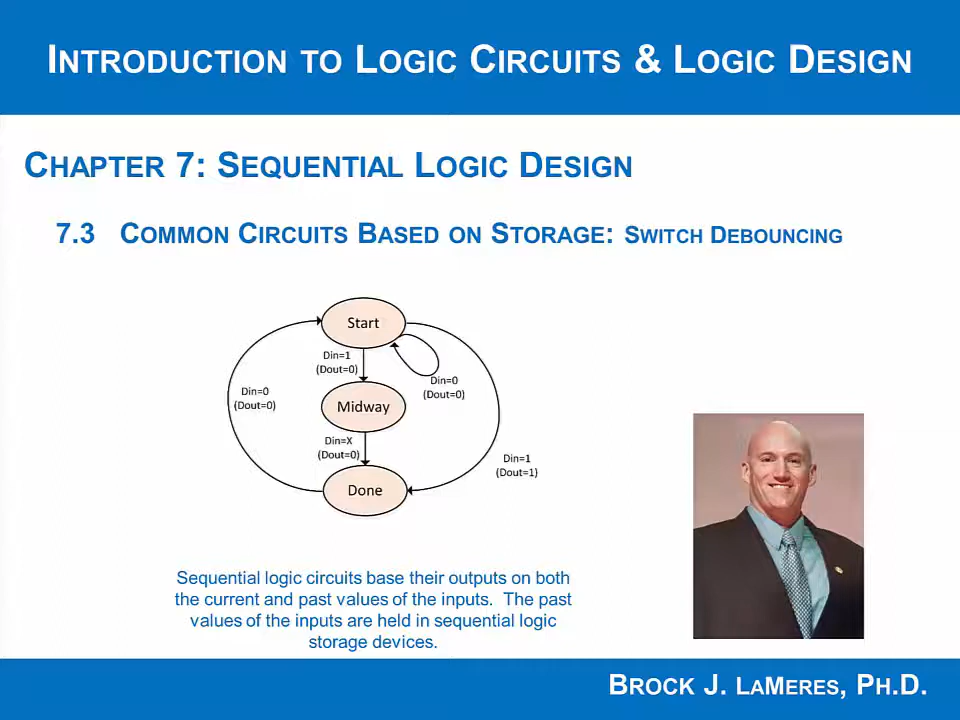 INTRODUCTION TO LOGIC CIRCUITS & LOGIC DESIGN
CHAPTER 7: SEQUENTIAL LOGIC DESIGN
7.3 COMMON CIRCUITS BASED ON STORAGE: SWITCH DEBOUNCING
Start
Din=1
(Dout=0)
Din=0
(Dout=0)
Din=0
(Dout=0)
Midway
Din=X
(Dout=0)
Din=1
(Dout=1)
Done
Sequential logic circuits base their outputs on both
the current and past values of the inputs. The past
values of the inputs are held in sequential logic
storage devices.
BROCK J. LAMERES, PH.D.